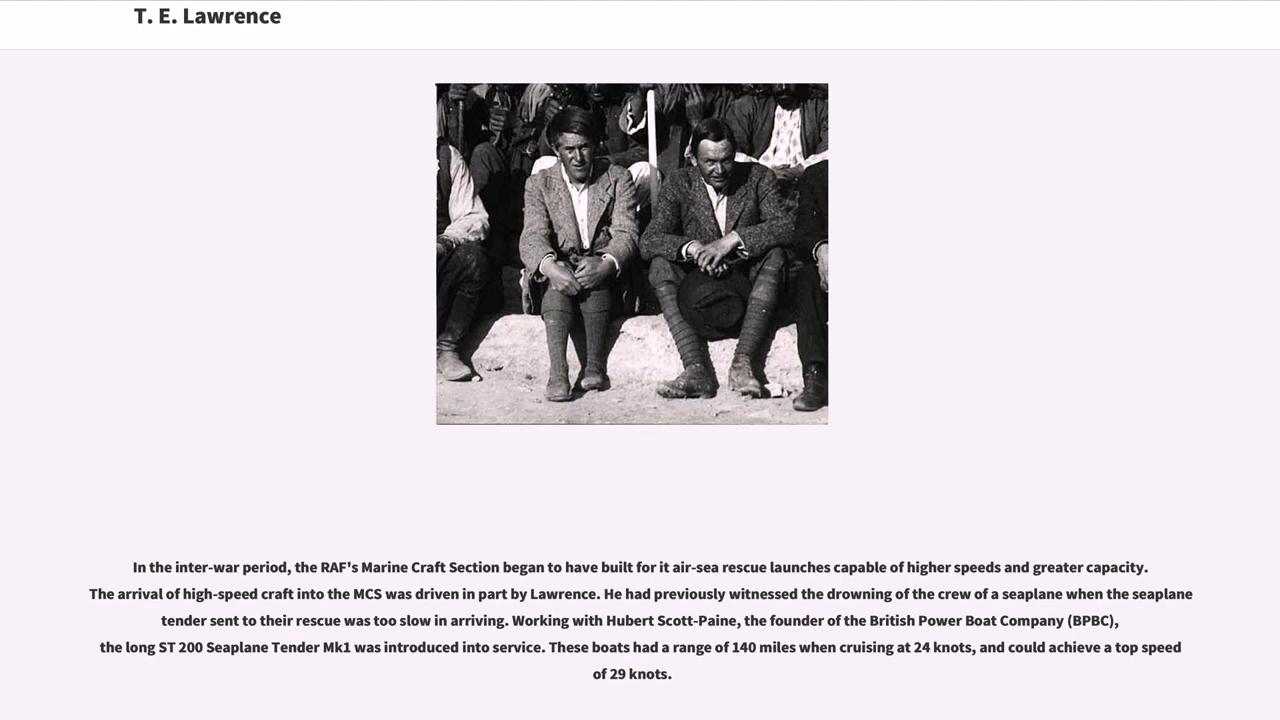 T. E. Lawrence
In the inter-war period, the RAF's Marine Craft Section began to have built for it air-sea rescue launches capable of higher speeds and greater capacity.
The arrival of high-speed craft into the MCS was driven in part by Lawrence. He had previously witnessed the drowning of the crew of a seaplane when the seaplane
tender sent to their rescue was too slow in arriving. Working with Hubert Scott-Paine, the founder of the British Power Boat Company (BPBC),
the long ST 200 Seaplane Tender Mk1 was introduced into service. These boats had a range of 140 miles when cruising at 24 knots, and could achieve a top speed
of 29 knots.